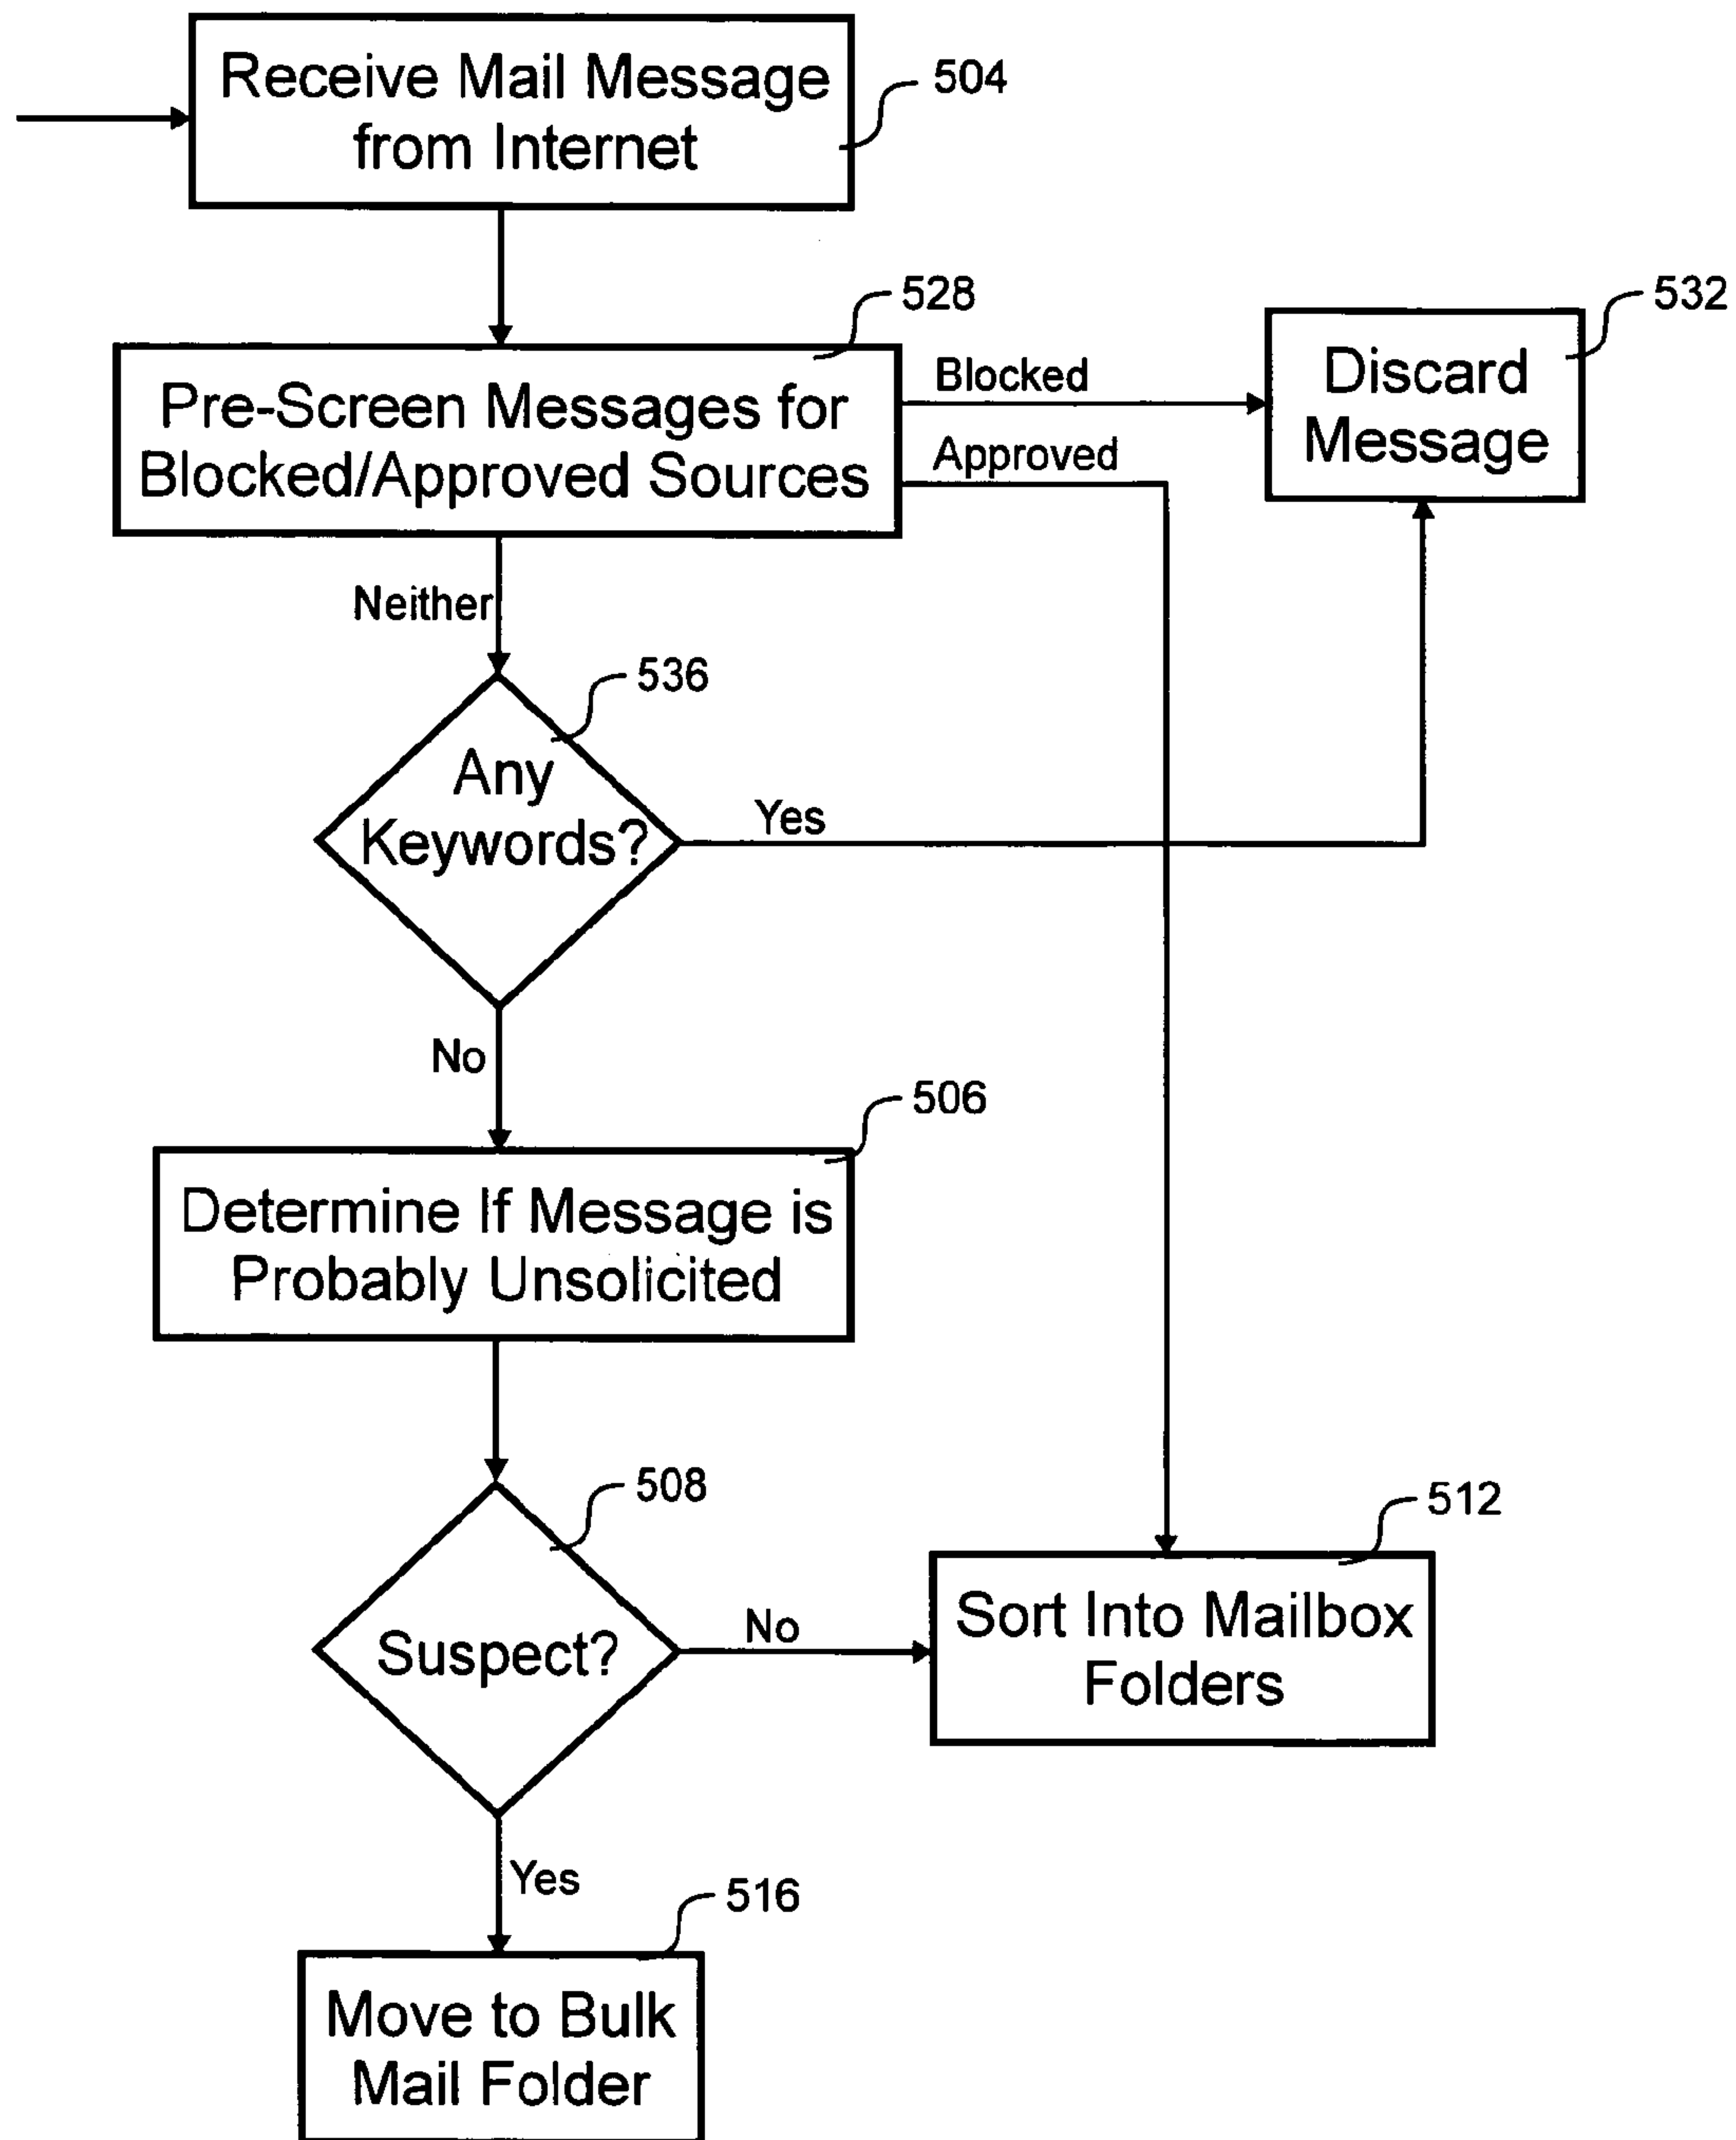 Receive Mail Message
from Internet
504
528
532
Pre-Screen Messages for
Blocked/Approved Sources
Blocked
Approved
Discard
Message
Neither
536
Any
Keywords?
Yes
No
506
Determine If Message is
Probably Unsolicited
508
512
Suspect?
No
Sort Into Mailbox
Folders
Yes
516
Move to Bulk
Mail Folder